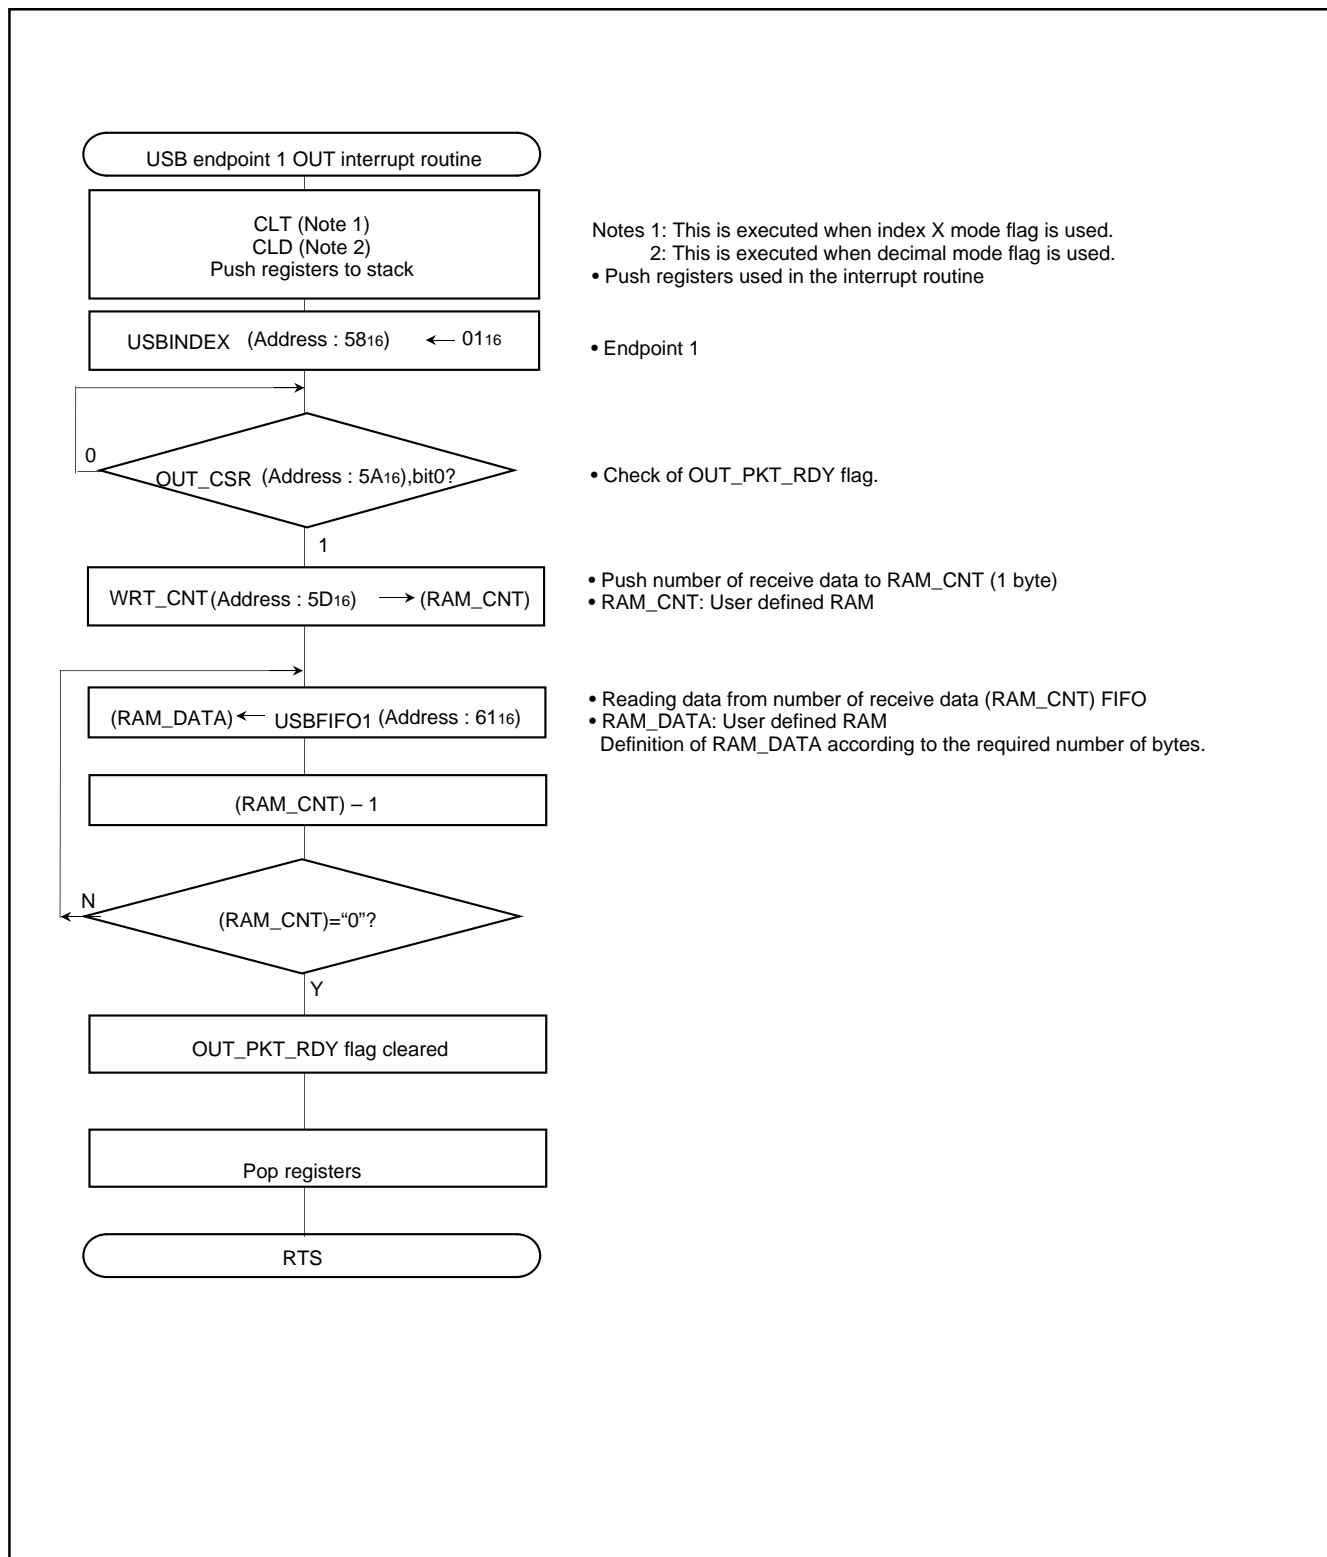 USB endpoint 1 OUT interrupt routine
CLT (Note 1)
CLD (Note 2)
Push registers to stack
Notes 1: This is executed when index X mode flag is used.
2: This is executed when decimal mode flag is used.
• Push registers used in the interrupt routine
USBINDEX (Address : 5816) ← 0116
• Endpoint 1
0
OUT_CSR (Address : 5A16),bit0?
• Check of OUT_PKT_RDY flag.
1
WRT_CNT (Address : 5D16) → (RAM_CNT)
• Push number of receive data to RAM_CNT (1 byte)
• RAM_CNT: User defined RAM
(RAM_DATA) ← USBFIFO1 (Address : 6116)
• Reading data from number of receive data (RAM_CNT) FIFO
• RAM_DATA: User defined RAM
Definition of RAM_DATA according to the required number of bytes.
(RAM_CNT) – 1
N
(RAM_CNT)=“0”?
Y
OUT_PKT_RDY flag cleared
Pop registers
RTS